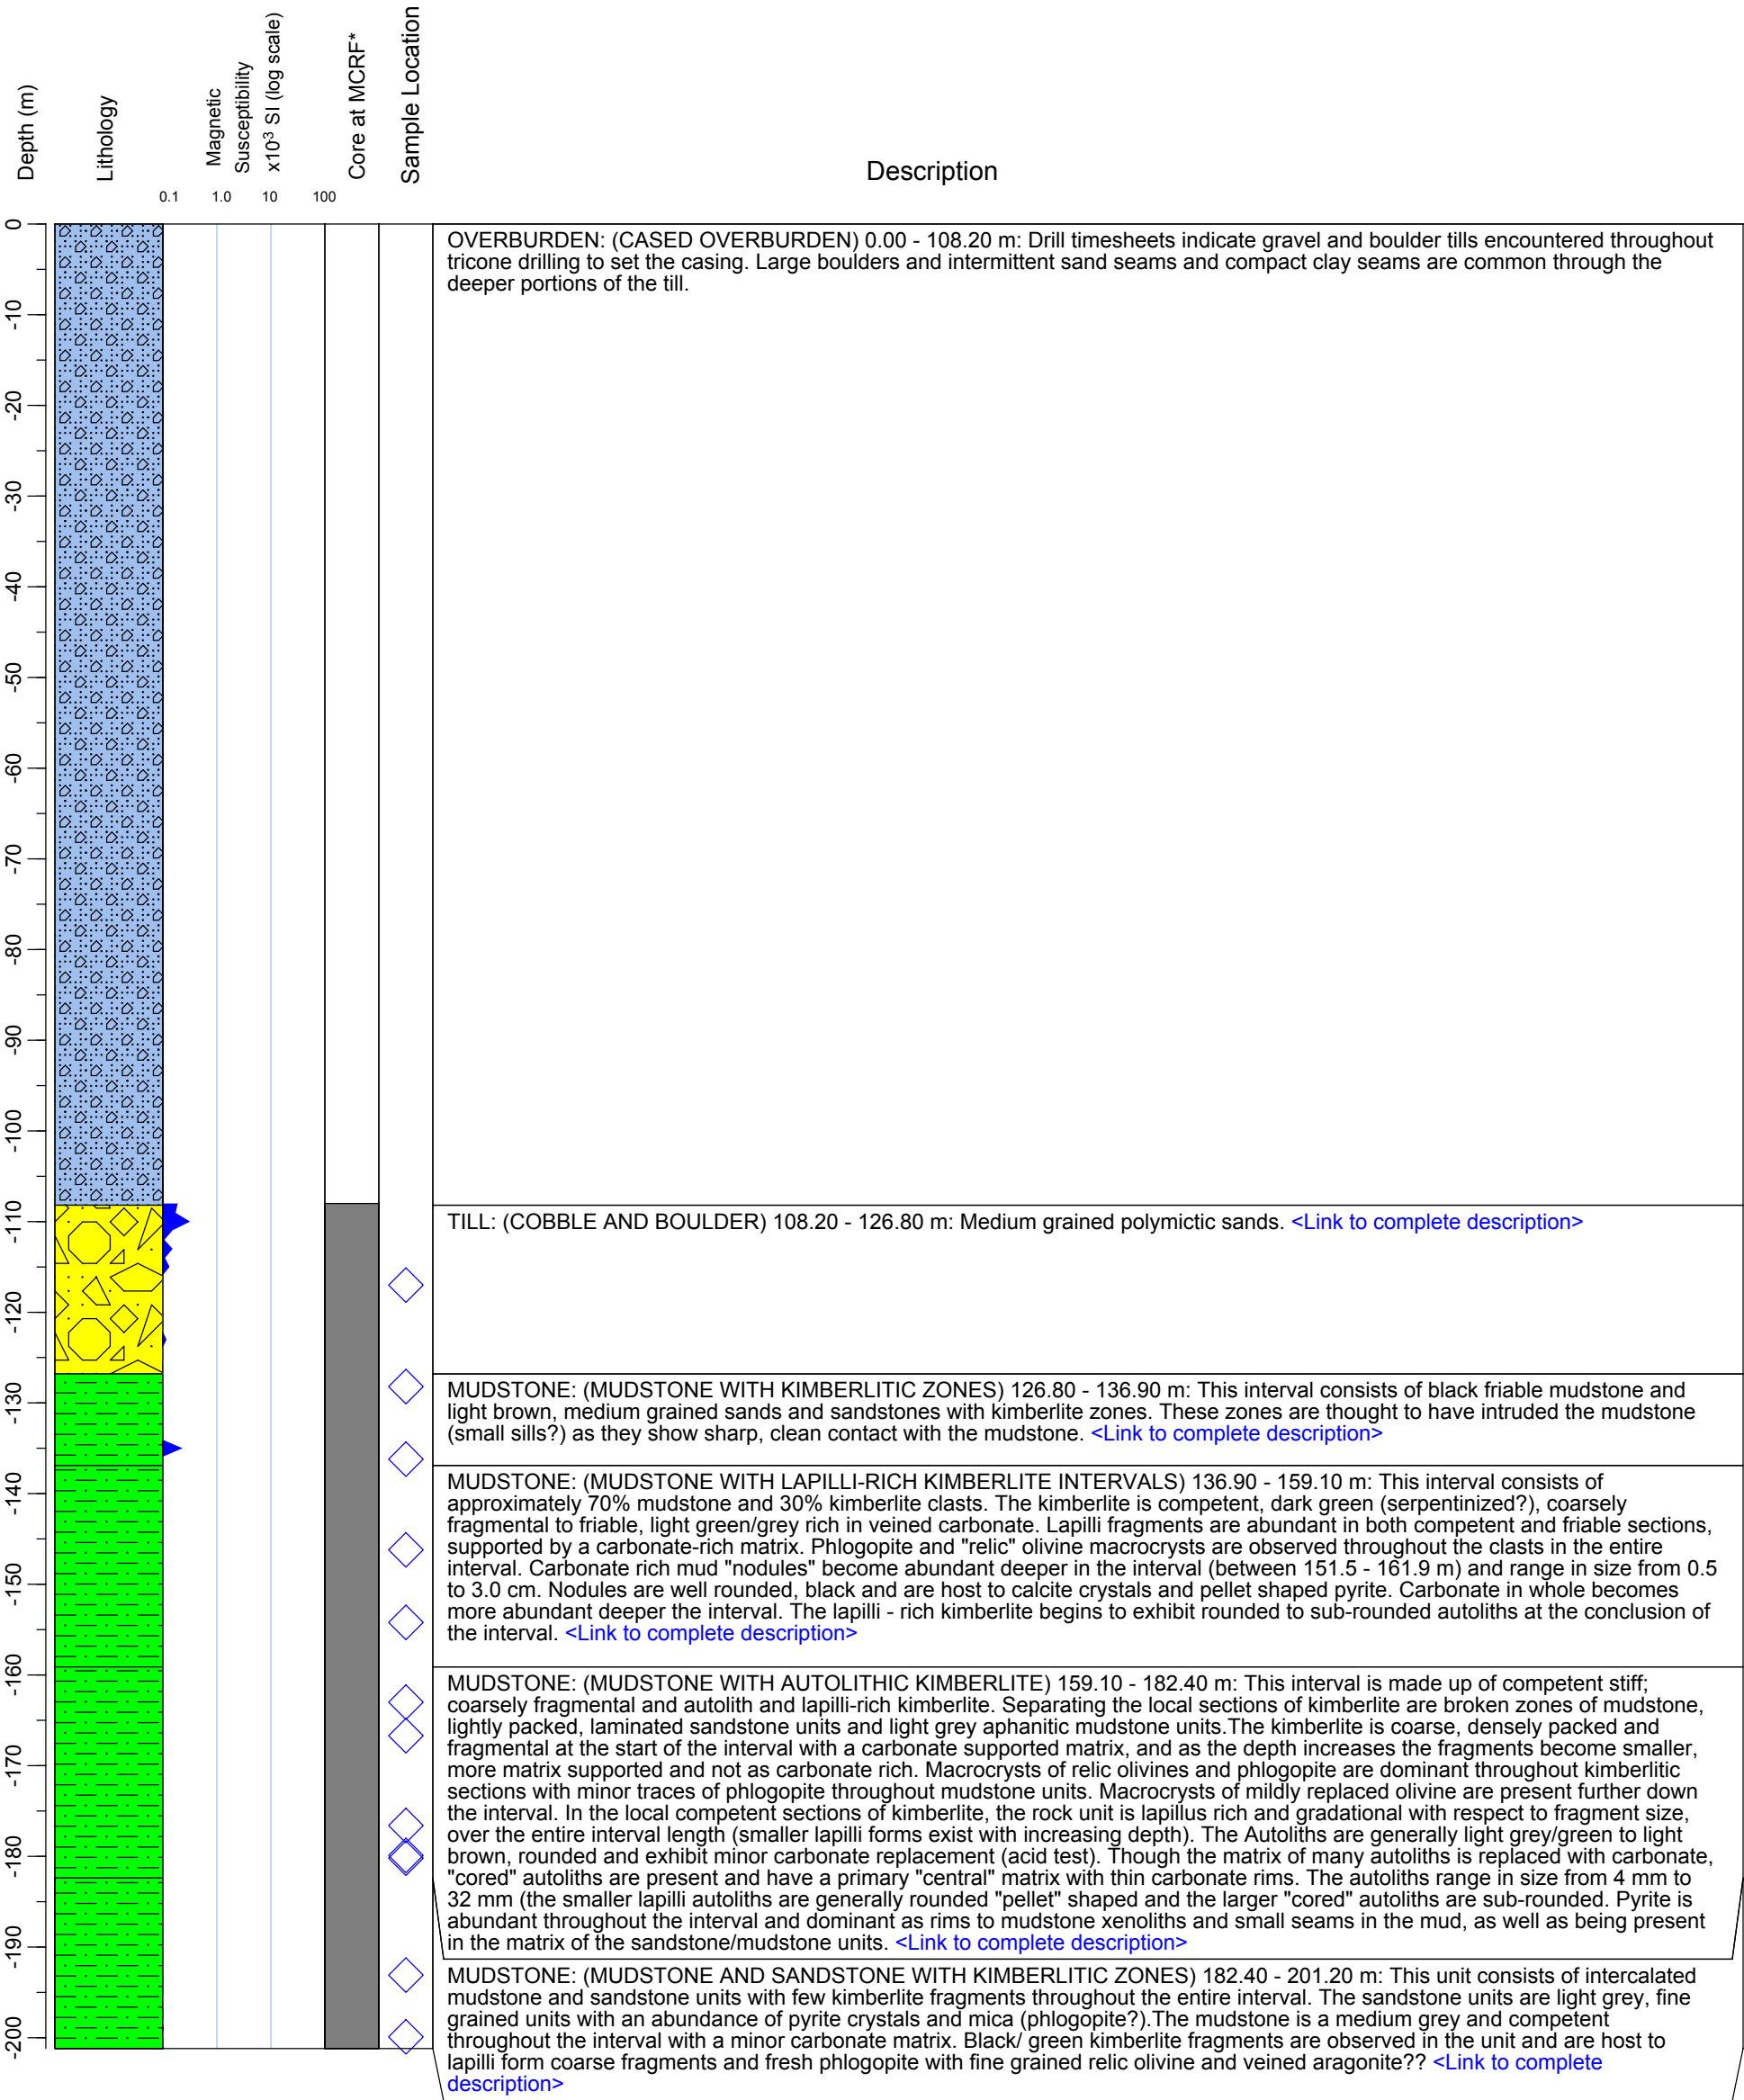 Depth (m)
Lithology
Magnetic
Susceptibility
x10-3 SI (log scale)
Core at MCRF*
Sample Location
Description
0.1 1.0 10 100
0
-10
-20
-30
-40
-50
-60
-70
-80
-90
-100
-110
-120
-130
-140
-150
-160
-170
-180
-190
-200
OVERBURDEN: (CASED OVERBURDEN) 0.00 - 108.20 m: Drill timesheets indicate gravel and boulder tills encountered throughout
tricone drilling to set the casing. Large boulders and intermittent sand seams and compact clay seams are common through the
deeper portions of the till.
TILL: (COBBLE AND BOULDER) 108.20 - 126.80 m: Medium grained polymictic sands. <Link to complete description>
MUDSTONE: (MUDSTONE WITH KIMBERLITIC ZONES) 126.80 - 136.90 m: This interval consists of black friable mudstone and
light brown, medium grained sands and sandstones with kimberlite zones. These zones are thought to have intruded the mudstone
(small sills?) as they show sharp, clean contact with the mudstone. <Link to complete description>
MUDSTONE: (MUDSTONE WITH LAPILLI-RICH KIMBERLITE INTERVALS) 136.90 - 159.10 m: This interval consists of
approximately 70% mudstone and 30% kimberlite clasts. The kimberlite is competent, dark green (serpentinized?), coarsely
fragmental to friable, light green/grey rich in veined carbonate. Lapilli fragments are abundant in both competent and friable sections,
supported by a carbonate-rich matrix. Phlogopite and "relic" olivine macrocrysts are observed throughout the clasts in the entire
interval. Carbonate rich mud "nodules" become abundant deeper in the interval (between 151.5 - 161.9 m) and range in size from 0.5
to 3.0 cm. Nodules are well rounded, black and are host to calcite crystals and pellet shaped pyrite. Carbonate in whole becomes
more abundant deeper the interval. The lapilli - rich kimberlite begins to exhibit rounded to sub-rounded autoliths at the conclusion of
the interval. <Link to complete description>
MUDSTONE: (MUDSTONE WITH AUTOLITHIC KIMBERLITE) 159.10 - 182.40 m: This interval is made up of competent stiff;
coarsely fragmental and autolith and lapilli-rich kimberlite. Separating the local sections of kimberlite are broken zones of mudstone,
lightly packed, laminated sandstone units and light grey aphanitic mudstone units.The kimberlite is coarse, densely packed and
fragmental at the start of the interval with a carbonate supported matrix, and as the depth increases the fragments become smaller,
more matrix supported and not as carbonate rich. Macrocrysts of relic olivines and phlogopite are dominant throughout kimberlitic
sections with minor traces of phlogopite throughout mudstone units. Macrocrysts of mildly replaced olivine are present further down
the interval. In the local competent sections of kimberlite, the rock unit is lapillus rich and gradational with respect to fragment size,
over the entire interval length (smaller lapilli forms exist with increasing depth). The Autoliths are generally light grey/green to light
brown, rounded and exhibit minor carbonate replacement (acid test). Though the matrix of many autoliths is replaced with carbonate,
"cored" autoliths are present and have a primary "central" matrix with thin carbonate rims. The autoliths range in size from 4 mm to
32 mm (the smaller lapilli autoliths are generally rounded "pellet" shaped and the larger "cored" autoliths are sub-rounded. Pyrite is
abundant throughout the interval and dominant as rims to mudstone xenoliths and small seams in the mud, as well as being present
in the matrix of the sandstone/mudstone units. <Link to complete description>
MUDSTONE: (MUDSTONE AND SANDSTONE WITH KIMBERLITIC ZONES) 182.40 - 201.20 m: This unit consists of intercalated
mudstone and sandstone units with few kimberlite fragments throughout the entire interval. The sandstone units are light grey, fine
grained units with an abundance of pyrite crystals and mica (phlogopite?).The mudstone is a medium grey and competent
throughout the interval with a minor carbonate matrix. Black/ green kimberlite fragments are observed in the unit and are host to
lapilli form coarse fragments and fresh phlogopite with fine grained relic olivine and veined aragonite?? <Link to complete
description>